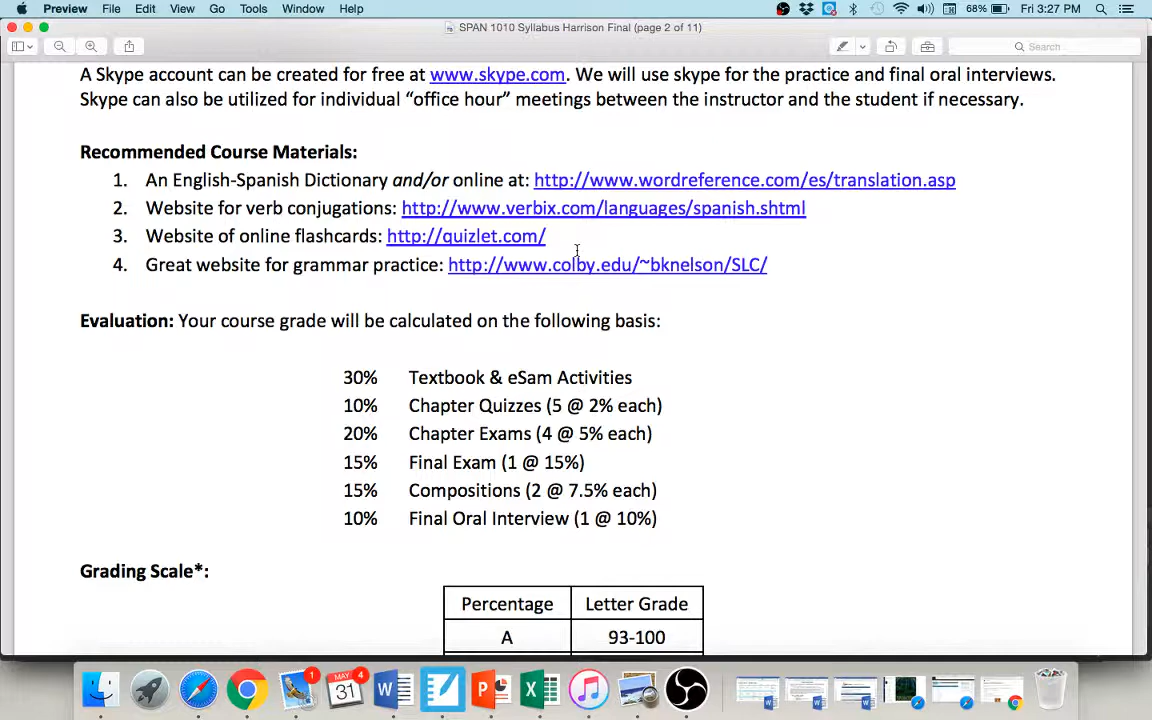 Preview File Edit View Go Tools Window Help 68% Fri 3:27 PM
SPAN 1010 Syllabus Harrison Final (page 2 of 11)
Search
A Skype account can be created for free at www.skype.com. We will use skype for the practice and final oral interviews.
Skype can also be utilized for individual “office hour” meetings between the instructor and the student if necessary.
Recommended Course Materials:
1. An English-Spanish Dictionary and/or online at: http://www.wordreference.com/es/translation.asp
2. Website for verb conjugations: http://www.verbix.com/languages/spanish.shtml
3. Website of online flashcards: http://quizlet.com/
4. Great website for grammar practice: http://www.colby.edu/~bknelson/SLC/
Evaluation: Your course grade will be calculated on the following basis:
30% Textbook & eSam Activities
10% Chapter Quizzes (5 @ 2% each)
20% Chapter Exams (4 @ 5% each)
15% Final Exam (1 @ 15%)
15% Compositions (2 @ 7.5% each)
10% Final Oral Interview (1 @ 10%)
Grading Scale*:
Percentage Letter Grade
A 93-100
1 MAY 4 31